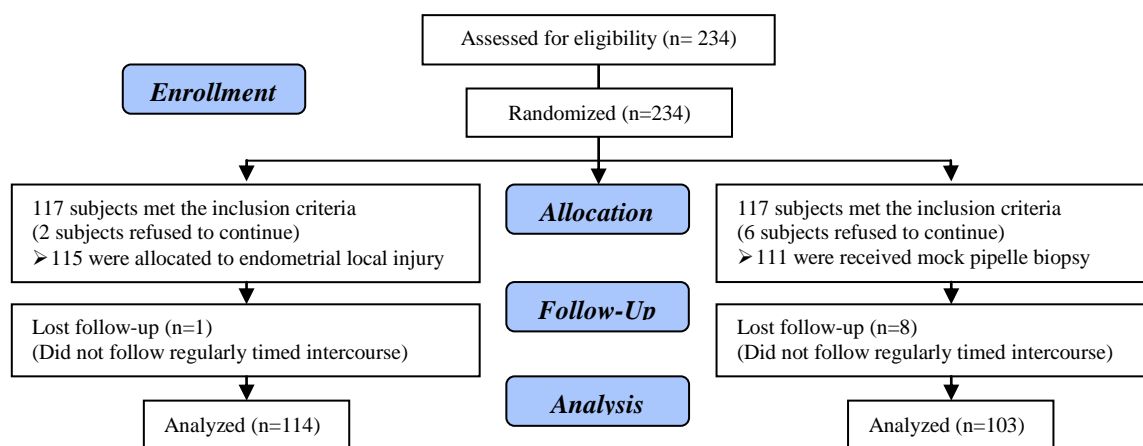 Assessed for eligibility (n= 234)
Enrollment
Randomized (n=234)
117 subjects met the inclusion criteria
(2 subjects refused to continue)
➢115 were allocated to endometrial local injury
Allocation
117 subjects met the inclusion criteria
(6 subjects refused to continue)
➢111 were received mock pipelle biopsy
Follow-Up
Lost follow-up (n=1)
(Did not follow regularly timed intercourse)
Lost follow-up (n=8)
(Did not follow regularly timed intercourse)
Analysis
Analyzed (n=114)
Analyzed (n=103)